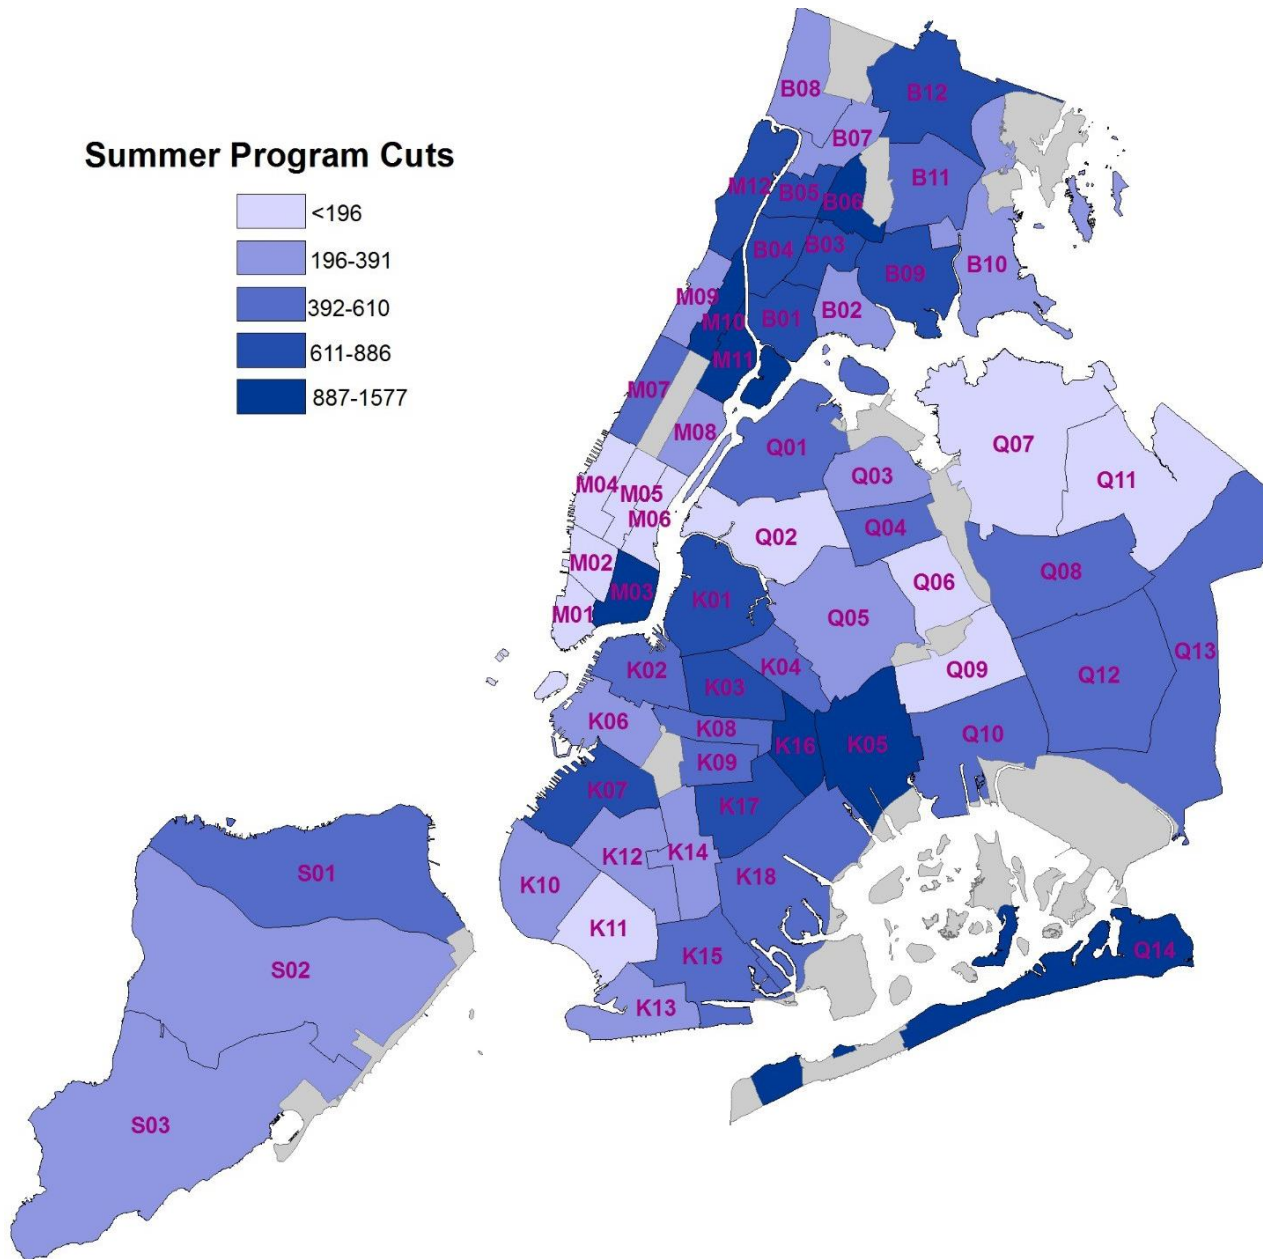 Summer Program Cuts
<196
196-391
392-610
611-886
887-1577
B08
B12
B07
M12
B05
B06
B11
B04
B03
B09
B10
M09
M10
B01
B02
M11
M07
M08
Q01
Q03
Q07
Q11
M04
M05
M06
Q02
Q04
M02
M03
Q06
Q08
M01
K01
Q05
K02
K04
K03
Q09
Q12
Q13
K06
K08
K16
K05
Q10
K09
K07
K17
K12
K14
K18
S01
K10
K11
K15
Q14
S02
K13
S03